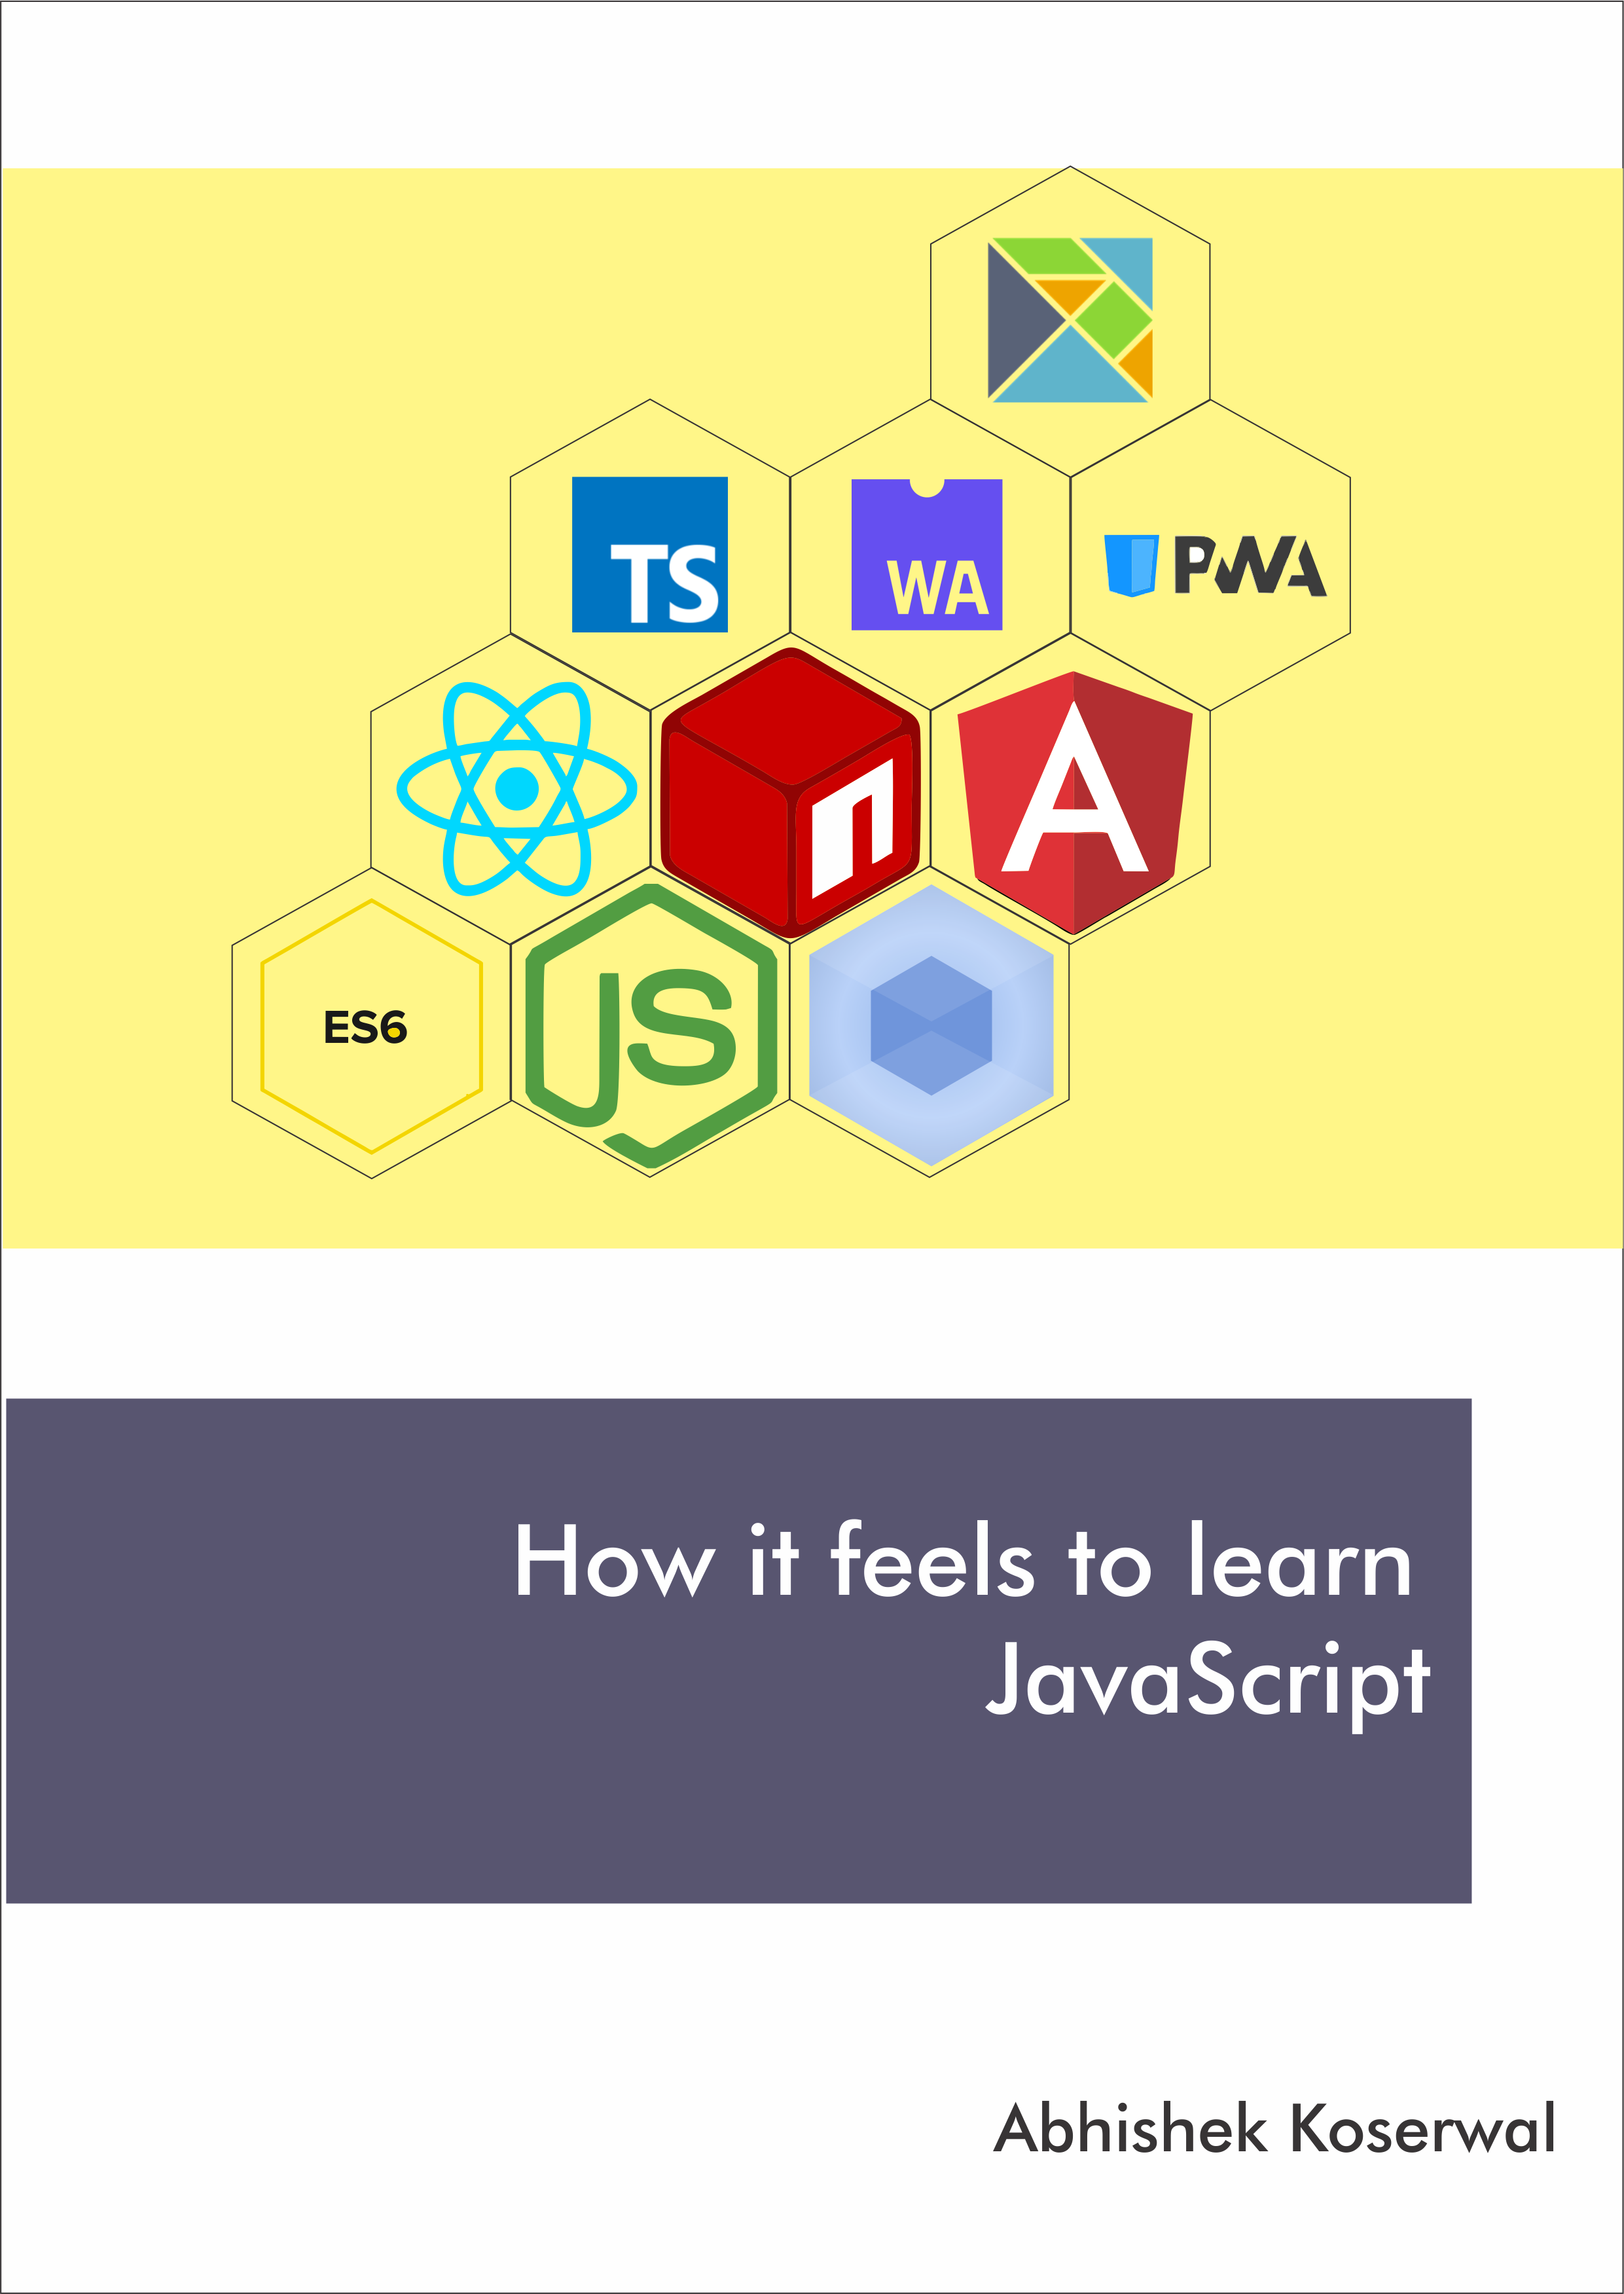 TS
WA
PWA
n
A
ES6
JS
How it feels to learn
JavaScript
Abhishek Koserwal